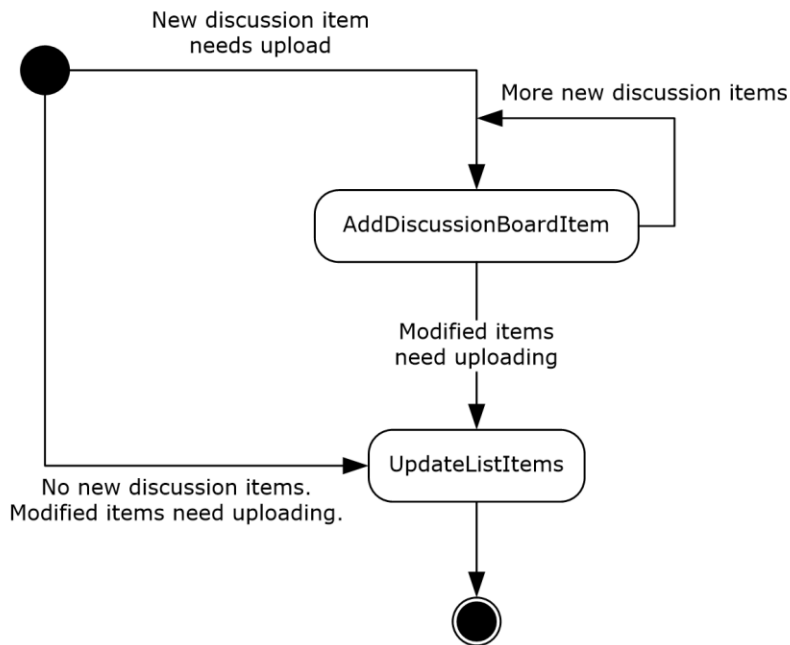 New discussion item
needs upload
More new discussion items
AddDiscussionBoardItem
Modified items
need uploading
UpdateListItems
No new discussion items.
Modified items need uploading.